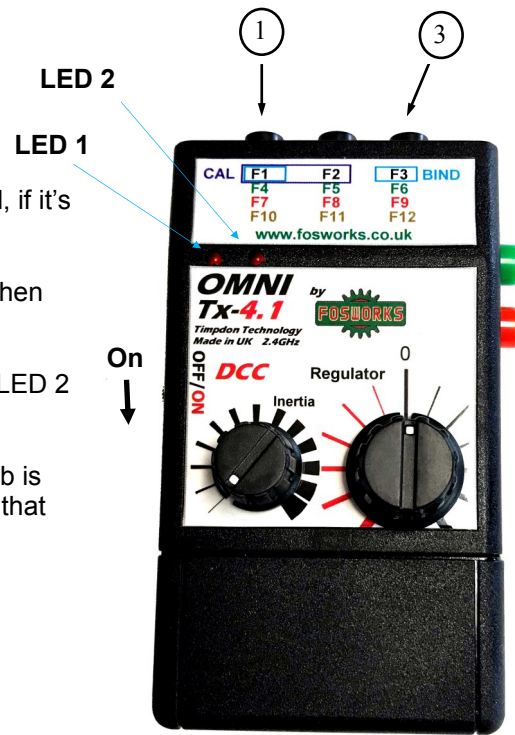 1
3
LED 2
LED 1
CAL F1 F2 F3 BIND
F4 F5 F6
F7 F8 F9
F10 F11 F12
www.fosworks.co.uk
, if it's
hen
LED 2
b is
that
On
OMNI by
Tx-4.1 FOSWORKS
Timpdon Technology
Made in UK 2.4GHz
OFF/ON
DCC
Regulator
0
Inertia